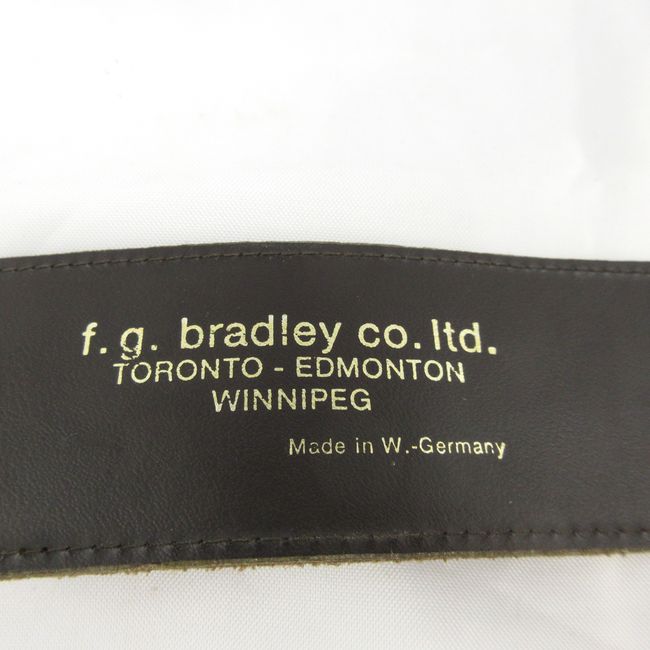 f. g. bradley co. ltd.
TORONTO - EDMONTON
WINNIPEG
Made in W.-Germany